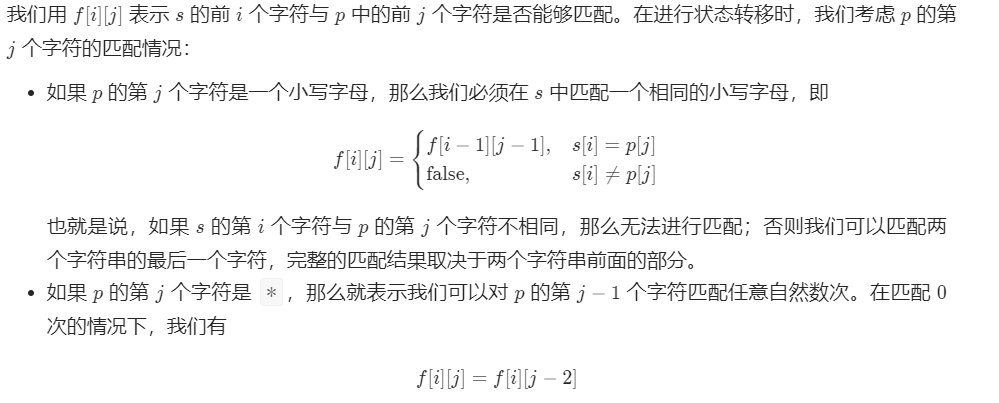 我们用 f[i][j] 表示 s 的前 i 个字符与 p 中的前 j 个字符是否能够匹配。在进行状态转移时，我们考虑 p 的第
j 个字符的匹配情况：
• 如果 p 的第 j 个字符是一个小写字母，那么我们必须在 s 中匹配一个相同的小写字母，即
f[i][j] = { f[i − 1][j − 1], s[i] = p[j]
false, s[i] ≠ p[j]
也就是说，如果 s 的第 i 个字符与 p 的第 j 个字符不相同，那么无法进行匹配；否则我们可以匹配两
个字符串的最后一个字符，完整的匹配结果取决于两个字符串前面的部分。
• 如果 p 的第 j 个字符是 * ，那么就表示我们可以对 p 的第 j − 1 个字符匹配任意自然数次。在匹配 0
次的情况下，我们有
f[i][j] = f[i][j − 2]